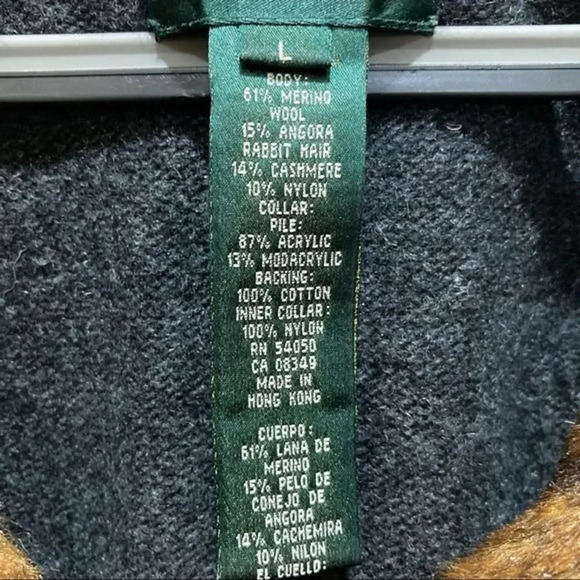 L
BODY:
61% MERINO
WOOL
15% ANGORA
RABBIT HAIR
14% CASHMERE
10% NYLON
COLLAR:
PILE:
87% ACRYLIC
13% MODACRYLIC
BACKING:
100% COTTON
INNER COLLAR:
100% NYLON
RN 54050
CA 08349
MADE IN
HONG KONG
CUERPO:
61% LANA DE
MERINO
15% PELO DE
CONEJO DE
ANGORA
14% CACHEMIRA
10% NILON
EL CUELLO: